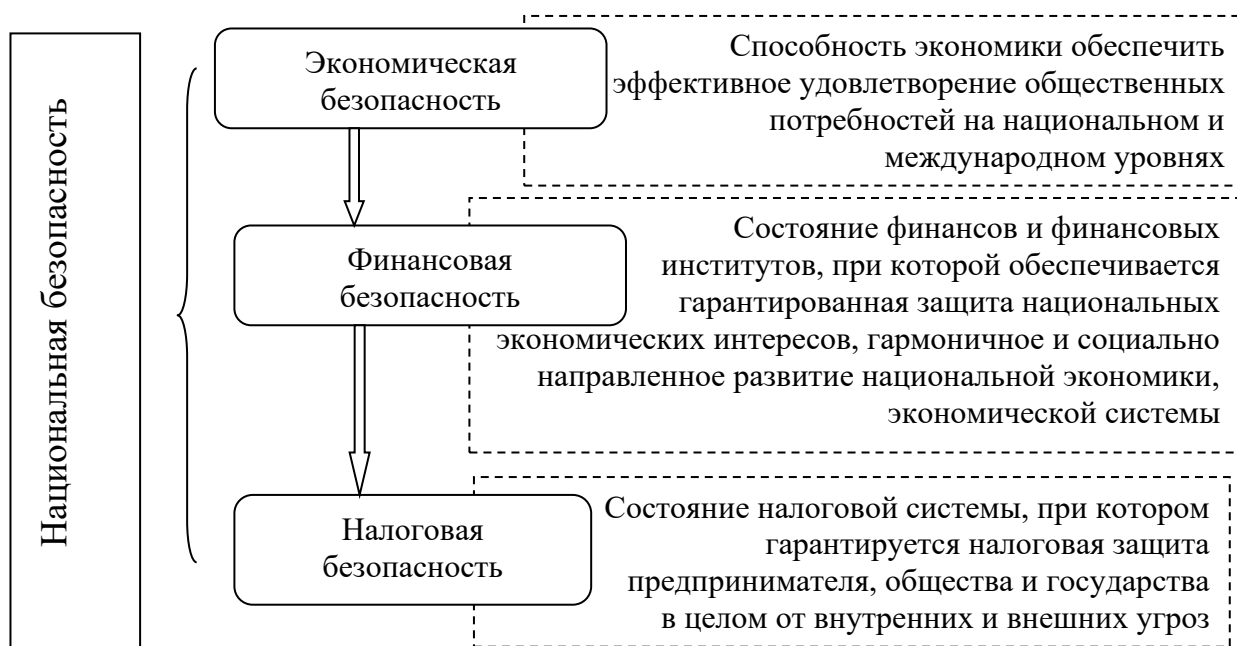 Национальная безопасность
Экономическая
безопасность
Способность экономики обеспечить
эффективное удовлетворение общественных
потребностей на национальном и
международном уровнях
Финансовая
безопасность
Состояние финансов и финансовых
институтов, при которой обеспечивается
гарантированная защита национальных
экономических интересов, гармоничное и социально
направленное развитие национальной экономики,
экономической системы
Налоговая
безопасность
Состояние налоговой системы, при котором
гарантируется налоговая защита
предпринимателя, общества и государства
в целом от внутренних и внешних угроз